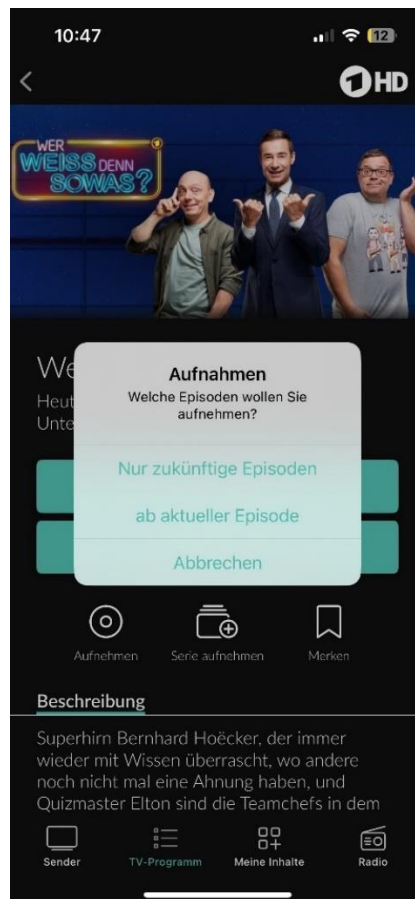 10:47
12
1 HD
WER
WEISS DENN
SOWAS?
We
Heut
Unte
Aufnahmen
Welche Episoden wollen Sie
aufnehmen?
Nur zukünftige Episoden
ab aktueller Episode
Abbrechen
Aufnehmen Serie aufnehmen Merken
Beschreibung
Superhirn Bernhard Hoëcker, der immer
wieder mit Wissen überrascht, wo andere
noch nicht mal eine Ahnung haben, und
Quizmaster Elton sind die Teamchefs in dem
Sender TV-Programm Meine Inhalte Radio